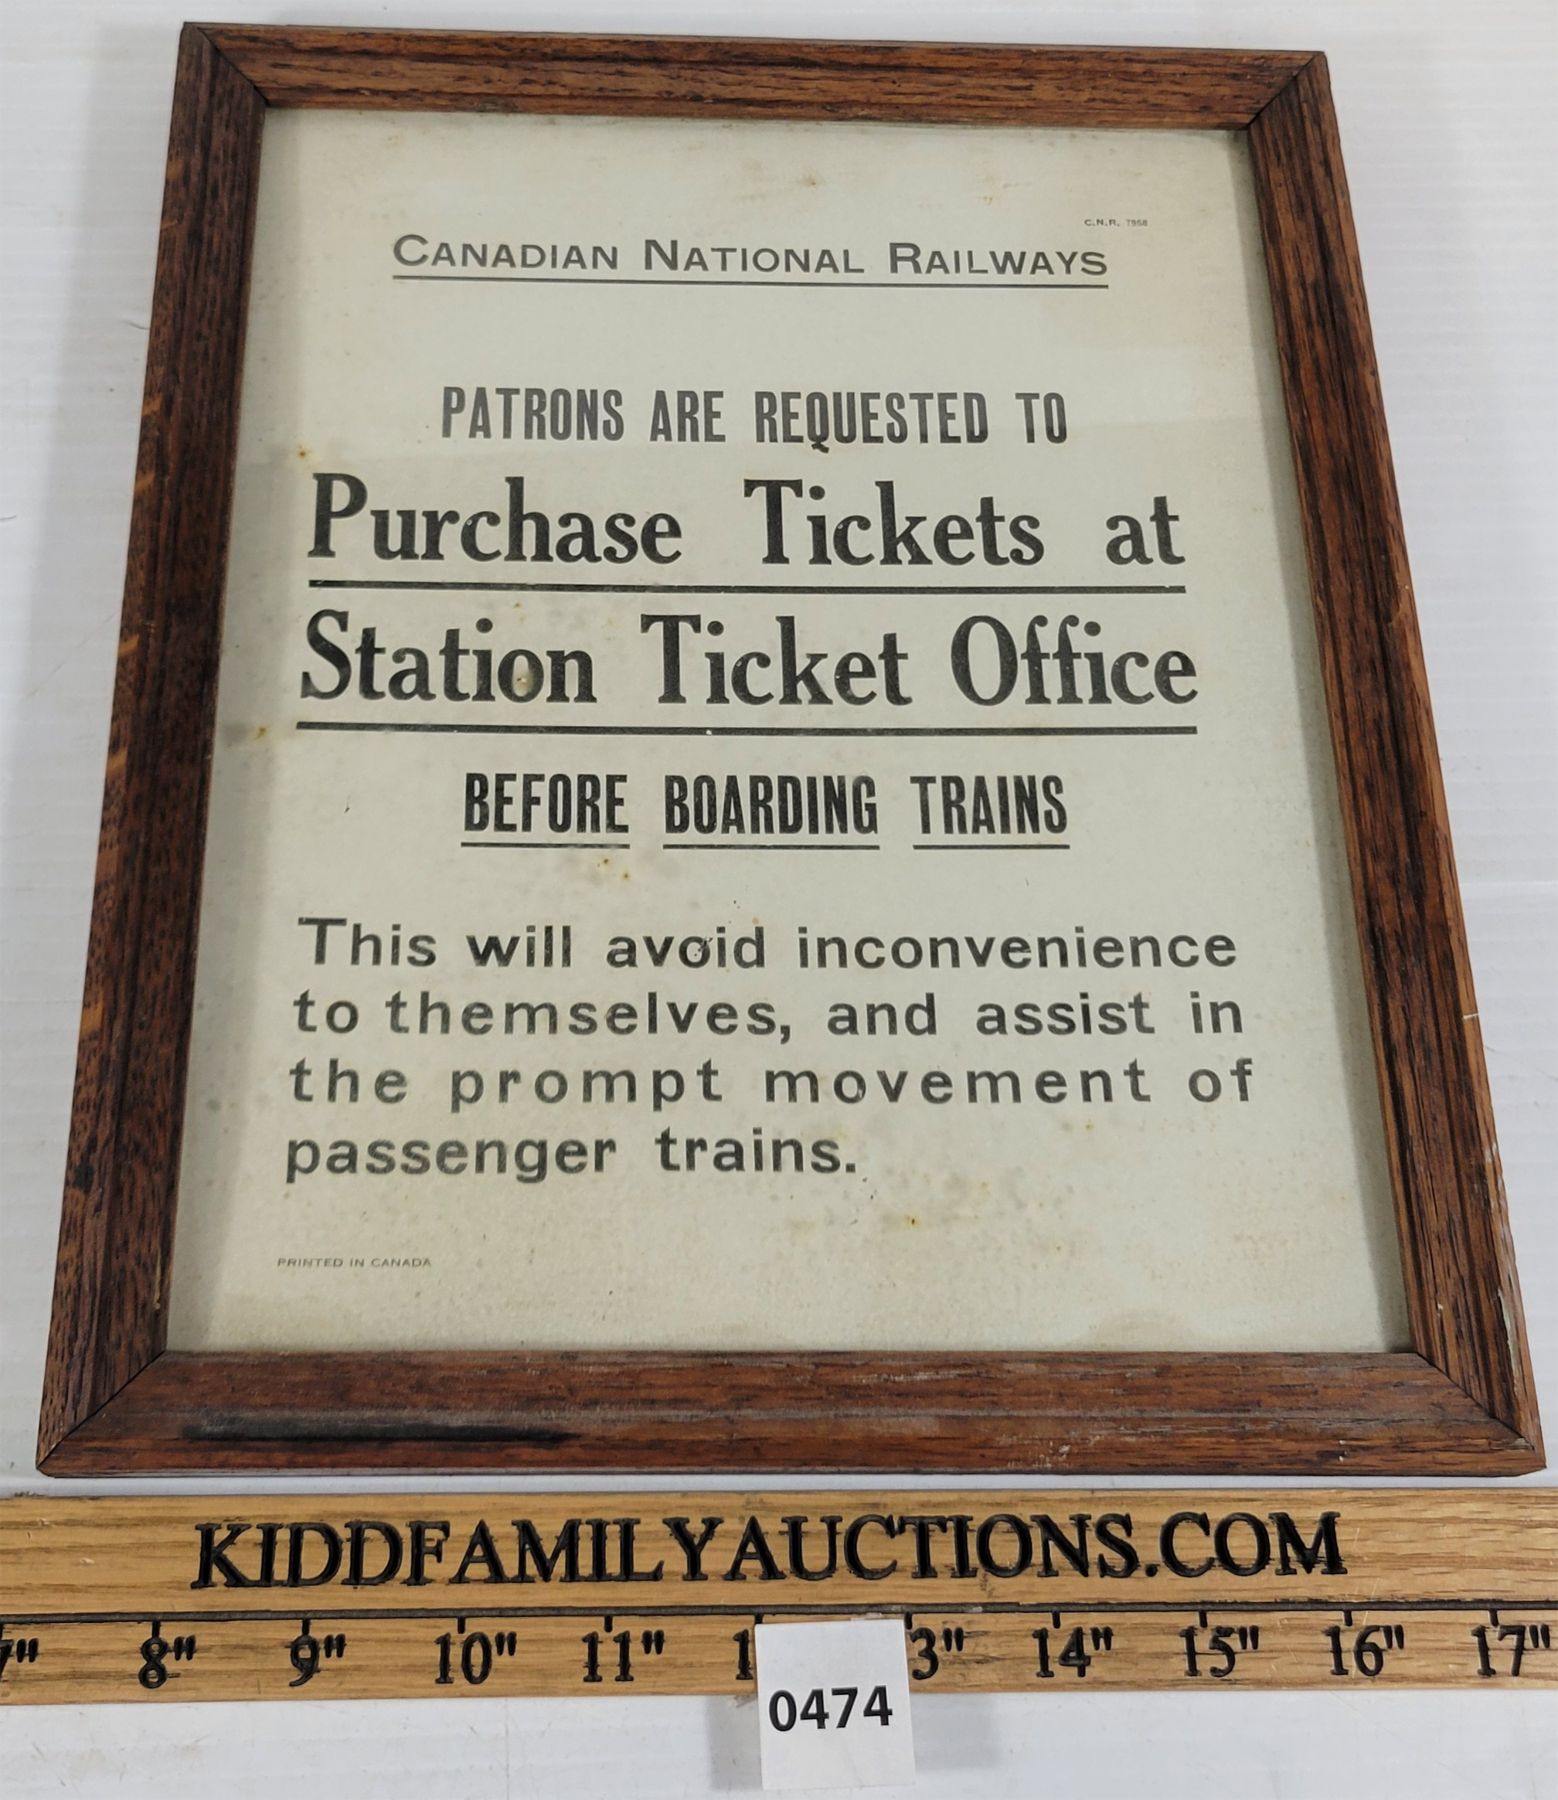 C.N.R. 7958
CANADIAN NATIONAL RAILWAYS
PATRONS ARE REQUESTED TO
Purchase Tickets at
Station Ticket Office
BEFORE BOARDING TRAINS
This will avoid inconvenience
to themselves, and assist in
the prompt movement of
passenger trains.
PRINTED IN CANADA
KIDDFAMILYAUCTIONS.COM
7" 8" 9" 10" 11" 1 3" 14" 15" 16" 17"
0474